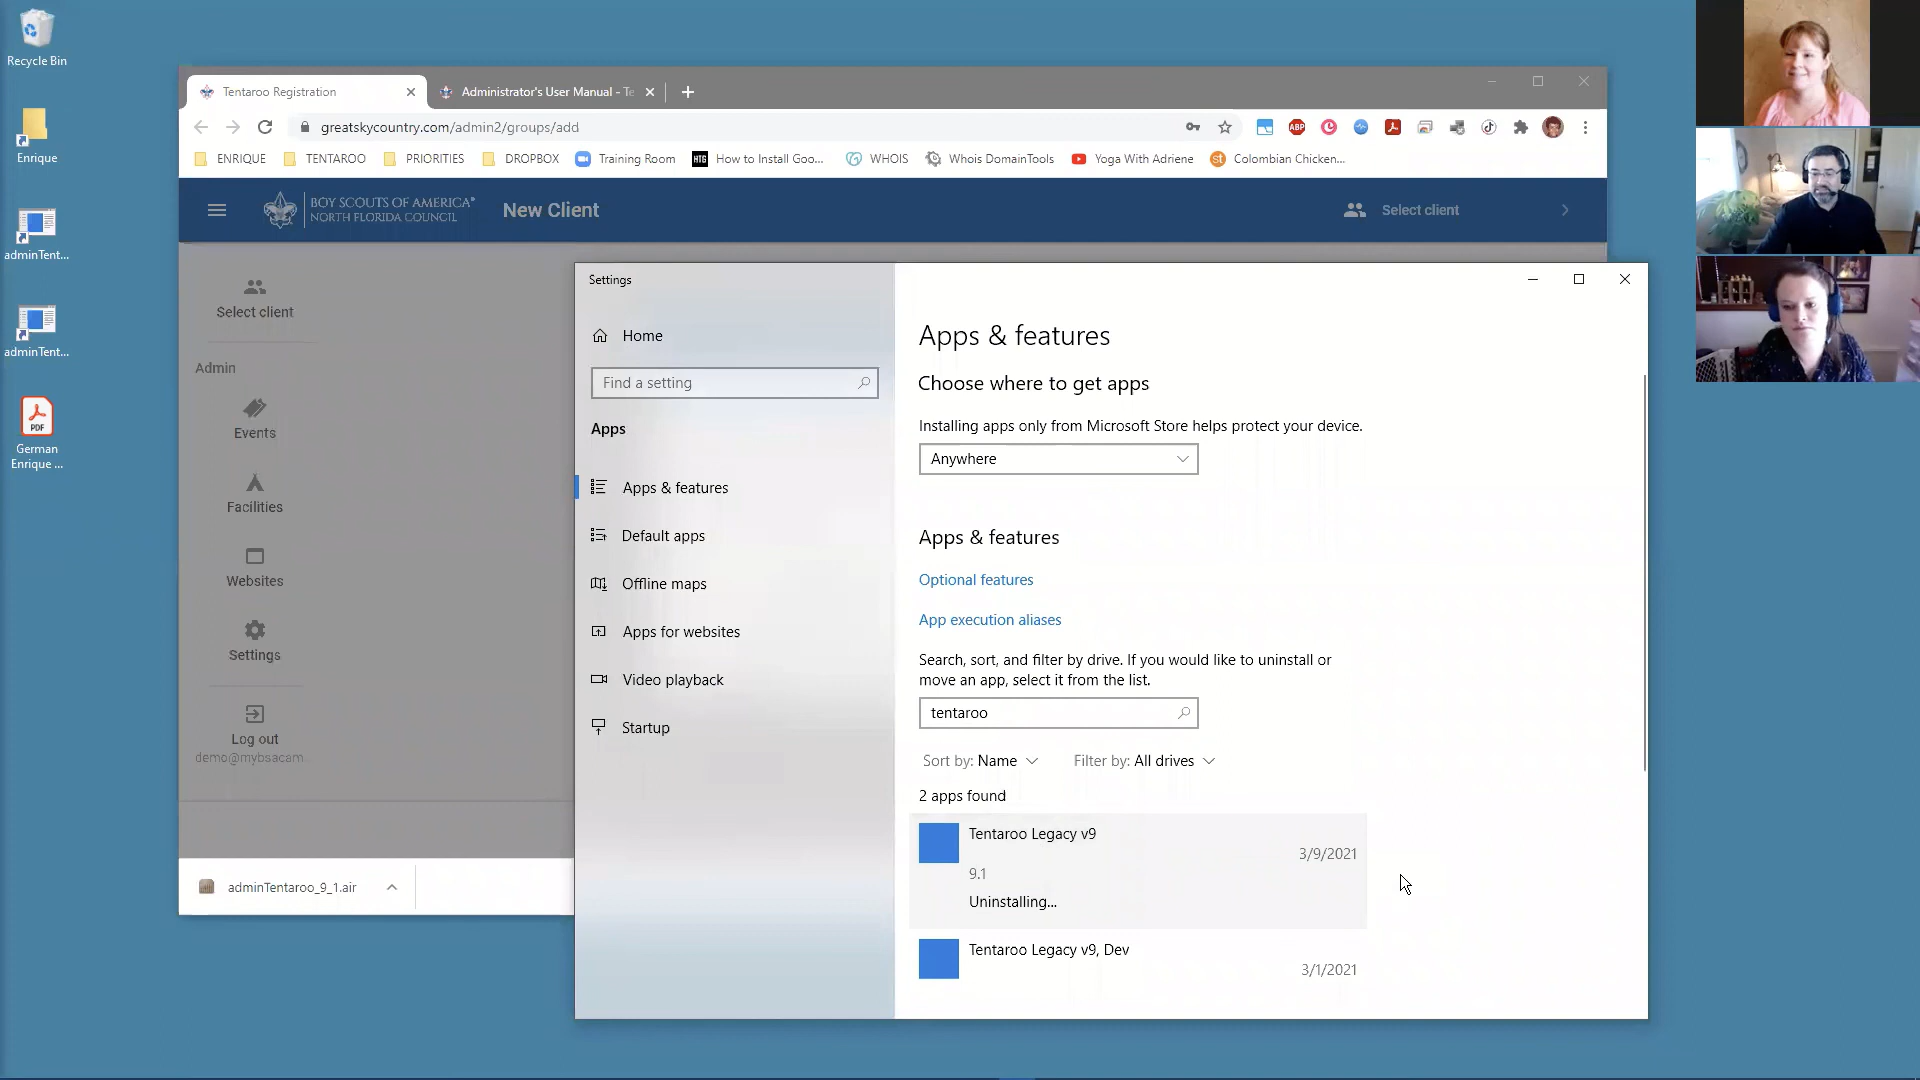 Recycle Bin
Enrique
adminTent...
adminTent...
German
Enrique ...
PDF
Tentaroo Registration
Administrator's User Manual - Te
greatskycountry.com/admin2/groups/add
ABP
ENRIQUE
TENTAROO
PRIORITIES
DROPBOX
Training Room
HTG
How to Install Goo...
WHOIS
Whois DomainTools
Yoga With Adriene
st
Colombian Chicken...
BOY SCOUTS OF AMERICA®
NORTH FLORIDA COUNCIL
New Client
Select client
Select client
Admin
Events
Facilities
Websites
Settings
Log out
demo@mybsacam
adminTentaroo_9_1.air
Settings
Home
Find a setting
Apps
Apps & features
Default apps
Offline maps
Apps for websites
Video playback
Startup
Apps & features
Choose where to get apps
Installing apps only from Microsoft Store helps protect your device.
Anywhere
Apps & features
Optional features
App execution aliases
Search, sort, and filter by drive. If you would like to uninstall or
move an app, select it from the list.
tentaroo
Sort by: Name
Filter by: All drives
2 apps found
Tentaroo Legacy v9
3/9/2021
9.1
Uninstalling...
Tentaroo Legacy v9, Dev
3/1/2021